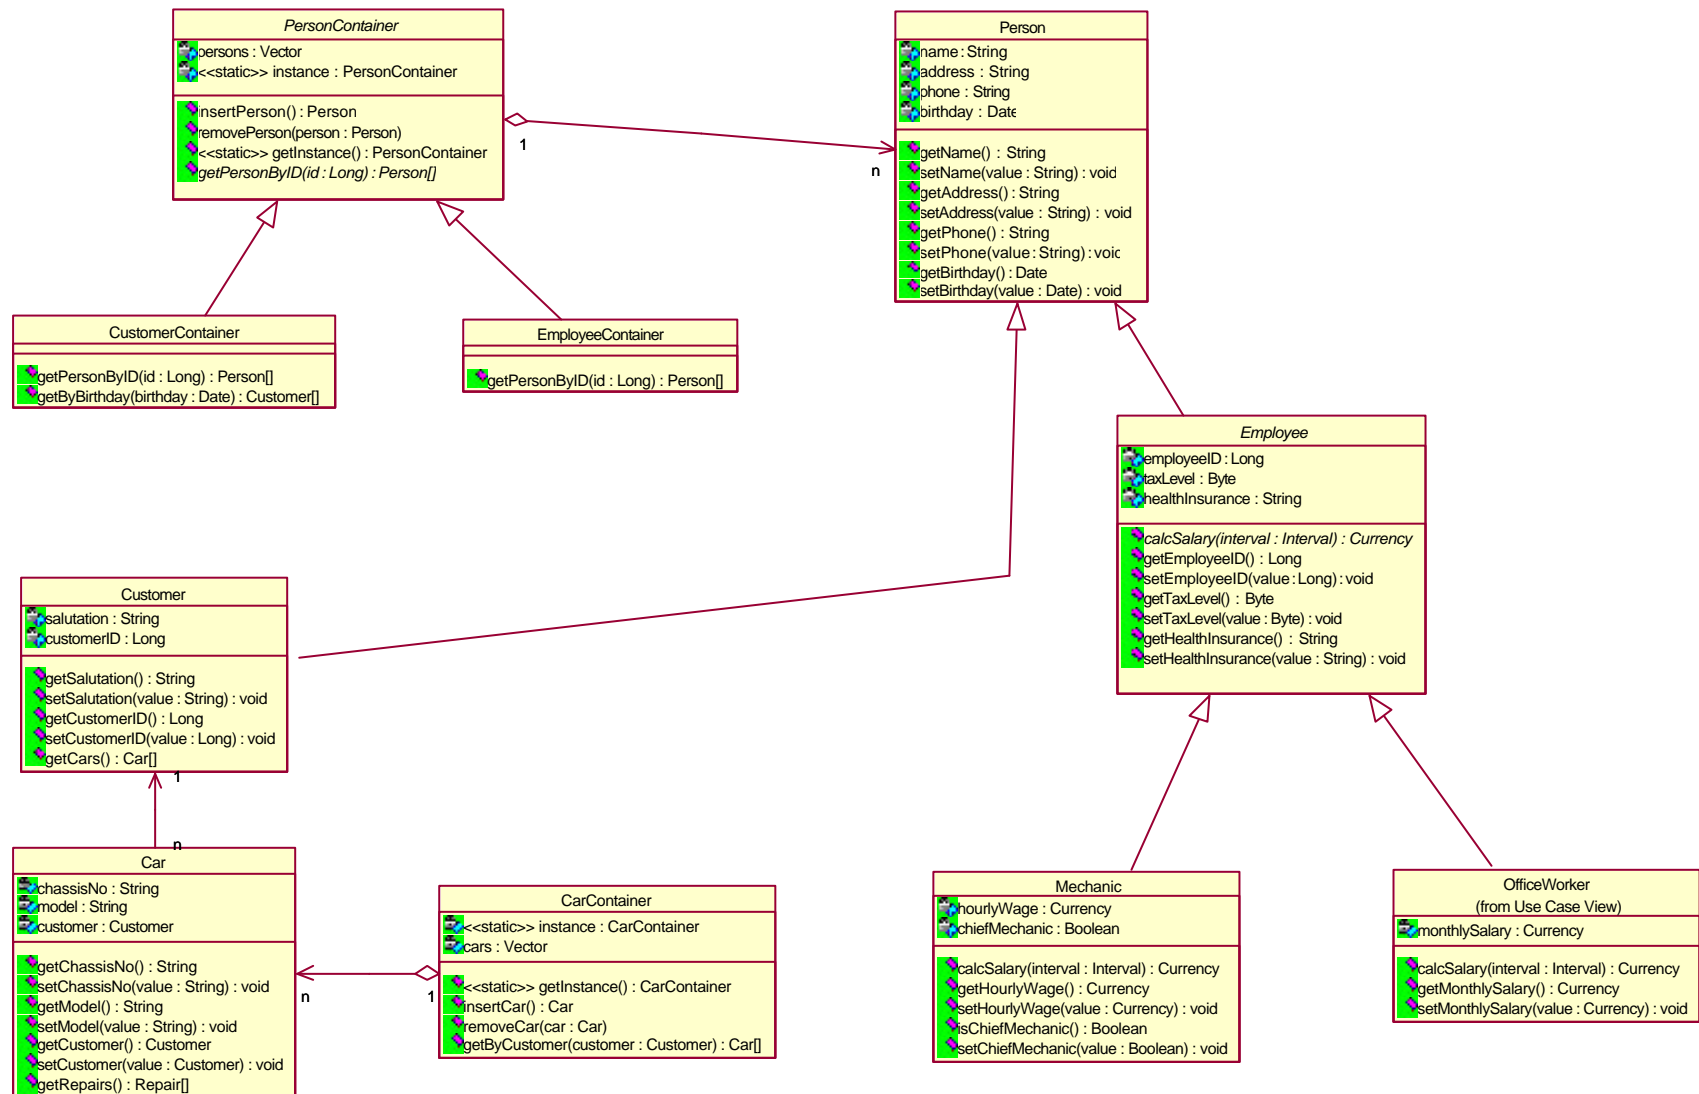 PersonContainer
persons : Vector
<<static>> instance : PersonContainer
insertPerson() : Person
removePerson(person : Person)
<<static>> getInstance() : PersonContainer
getPersonByID(id : Long) : Person[]
1
n
Person
name : String
address : String
phone : String
birthday : Date
getName() : String
setName(value : String) : void
getAddress() : String
setAddress(value : String) : void
getPhone() : String
setPhone(value : String) : void
getBirthday() : Date
setBirthday(value : Date) : void
CustomerContainer
getPersonByID(id : Long) : Person[]
getByBirthday(birthday : Date) : Customer[]
EmployeeContainer
getPersonByID(id : Long) : Person[]
Employee
employeeID : Long
taxLevel : Byte
healthInsurance : String
calcSalary(interval : Interval) : Currency
getEmployeeID() : Long
setEmployeeID(value : Long) : void
getTaxLevel() : Byte
setTaxLevel(value : Byte) : void
getHealthInsurance() : String
setHealthInsurance(value : String) : void
Customer
salutation : String
customerID : Long
getSalutation() : String
setSalutation(value : String) : void
getCustomerID() : Long
setCustomerID(value : Long) : void
getCars() : Car[]
1
n
Car
chassisNo : String
model : String
customer : Customer
getChassisNo() : String
setChassisNo(value : String) : void
getModel() : String
setModel(value : String) : void
getCustomer() : Customer
setCustomer(value : Customer) : void
getRepairs() : Repair[]
n
1
CarContainer
<<static>> instance : CarContainer
cars : Vector
<<static>> getInstance() : CarContainer
insertCar() : Car
removeCar(car : Car)
getByCustomer(customer : Customer) : Car[]
Mechanic
hourlyWage : Currency
chiefMechanic : Boolean
calcSalary(interval : Interval) : Currency
getHourlyWage() : Currency
setHourlyWage(value : Currency) : void
isChiefMechanic() : Boolean
setChiefMechanic(value : Boolean) : void
OfficeWorker
(from Use Case View)
monthlySalary : Currency
calcSalary(interval : Interval) : Currency
getMonthlySalary() : Currency
setMonthlySalary(value : Currency) : void